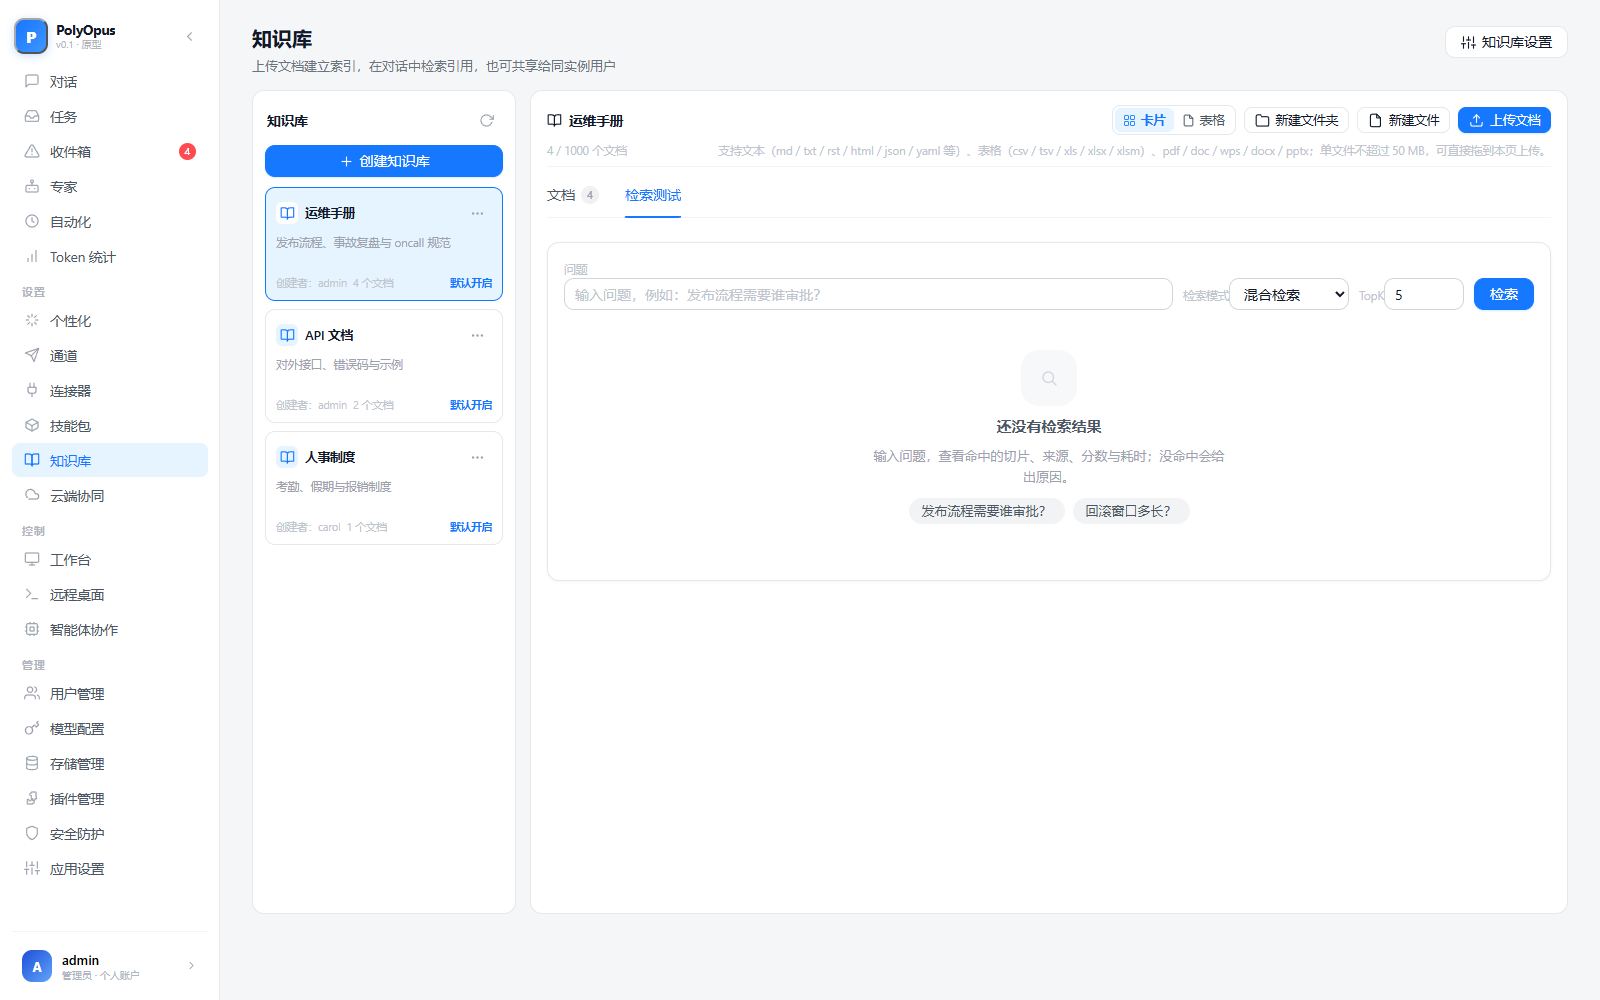 P
PolyOpus
v0.1 · 原型
对话
任务
收件箱
4
专家
自动化
Token 统计
设置
个性化
通道
连接器
技能包
知识库
云端协同
控制
工作台
远程桌面
智能体协作
管理
用户管理
模型配置
存储管理
插件管理
安全防护
应用设置
A
admin
管理员 · 个人账户
知识库
上传文档建立索引，在对话中检索引用，也可共享给同实例用户
知识库设置
知识库
创建知识库
运维手册
发布流程、事故复盘与 oncall 规范
创建者：admin 4 个文档
默认开启
API 文档
对外接口、错误码与示例
创建者：admin 2 个文档
默认开启
人事制度
考勤、假期与报销制度
创建者：carol 1 个文档
默认开启
运维手册
卡片
表格
新建文件夹
新建文件
上传文档
4 / 1000 个文档
支持文本（md / txt / rst / html / json / yaml 等）、表格（csv / tsv / xls / xlsx / xlsm）、pdf / doc / wps / docx / pptx；单文件不超过 50 MB，可直接拖到本页上传。
文档 4
检索测试
问题
输入问题，例如：发布流程需要谁审批？
检索模式
混合检索
TopK
5
检索
还没有检索结果
输入问题，查看命中的切片、来源、分数与耗时；没命中会给
出原因。
发布流程需要谁审批？
回滚窗口多长？